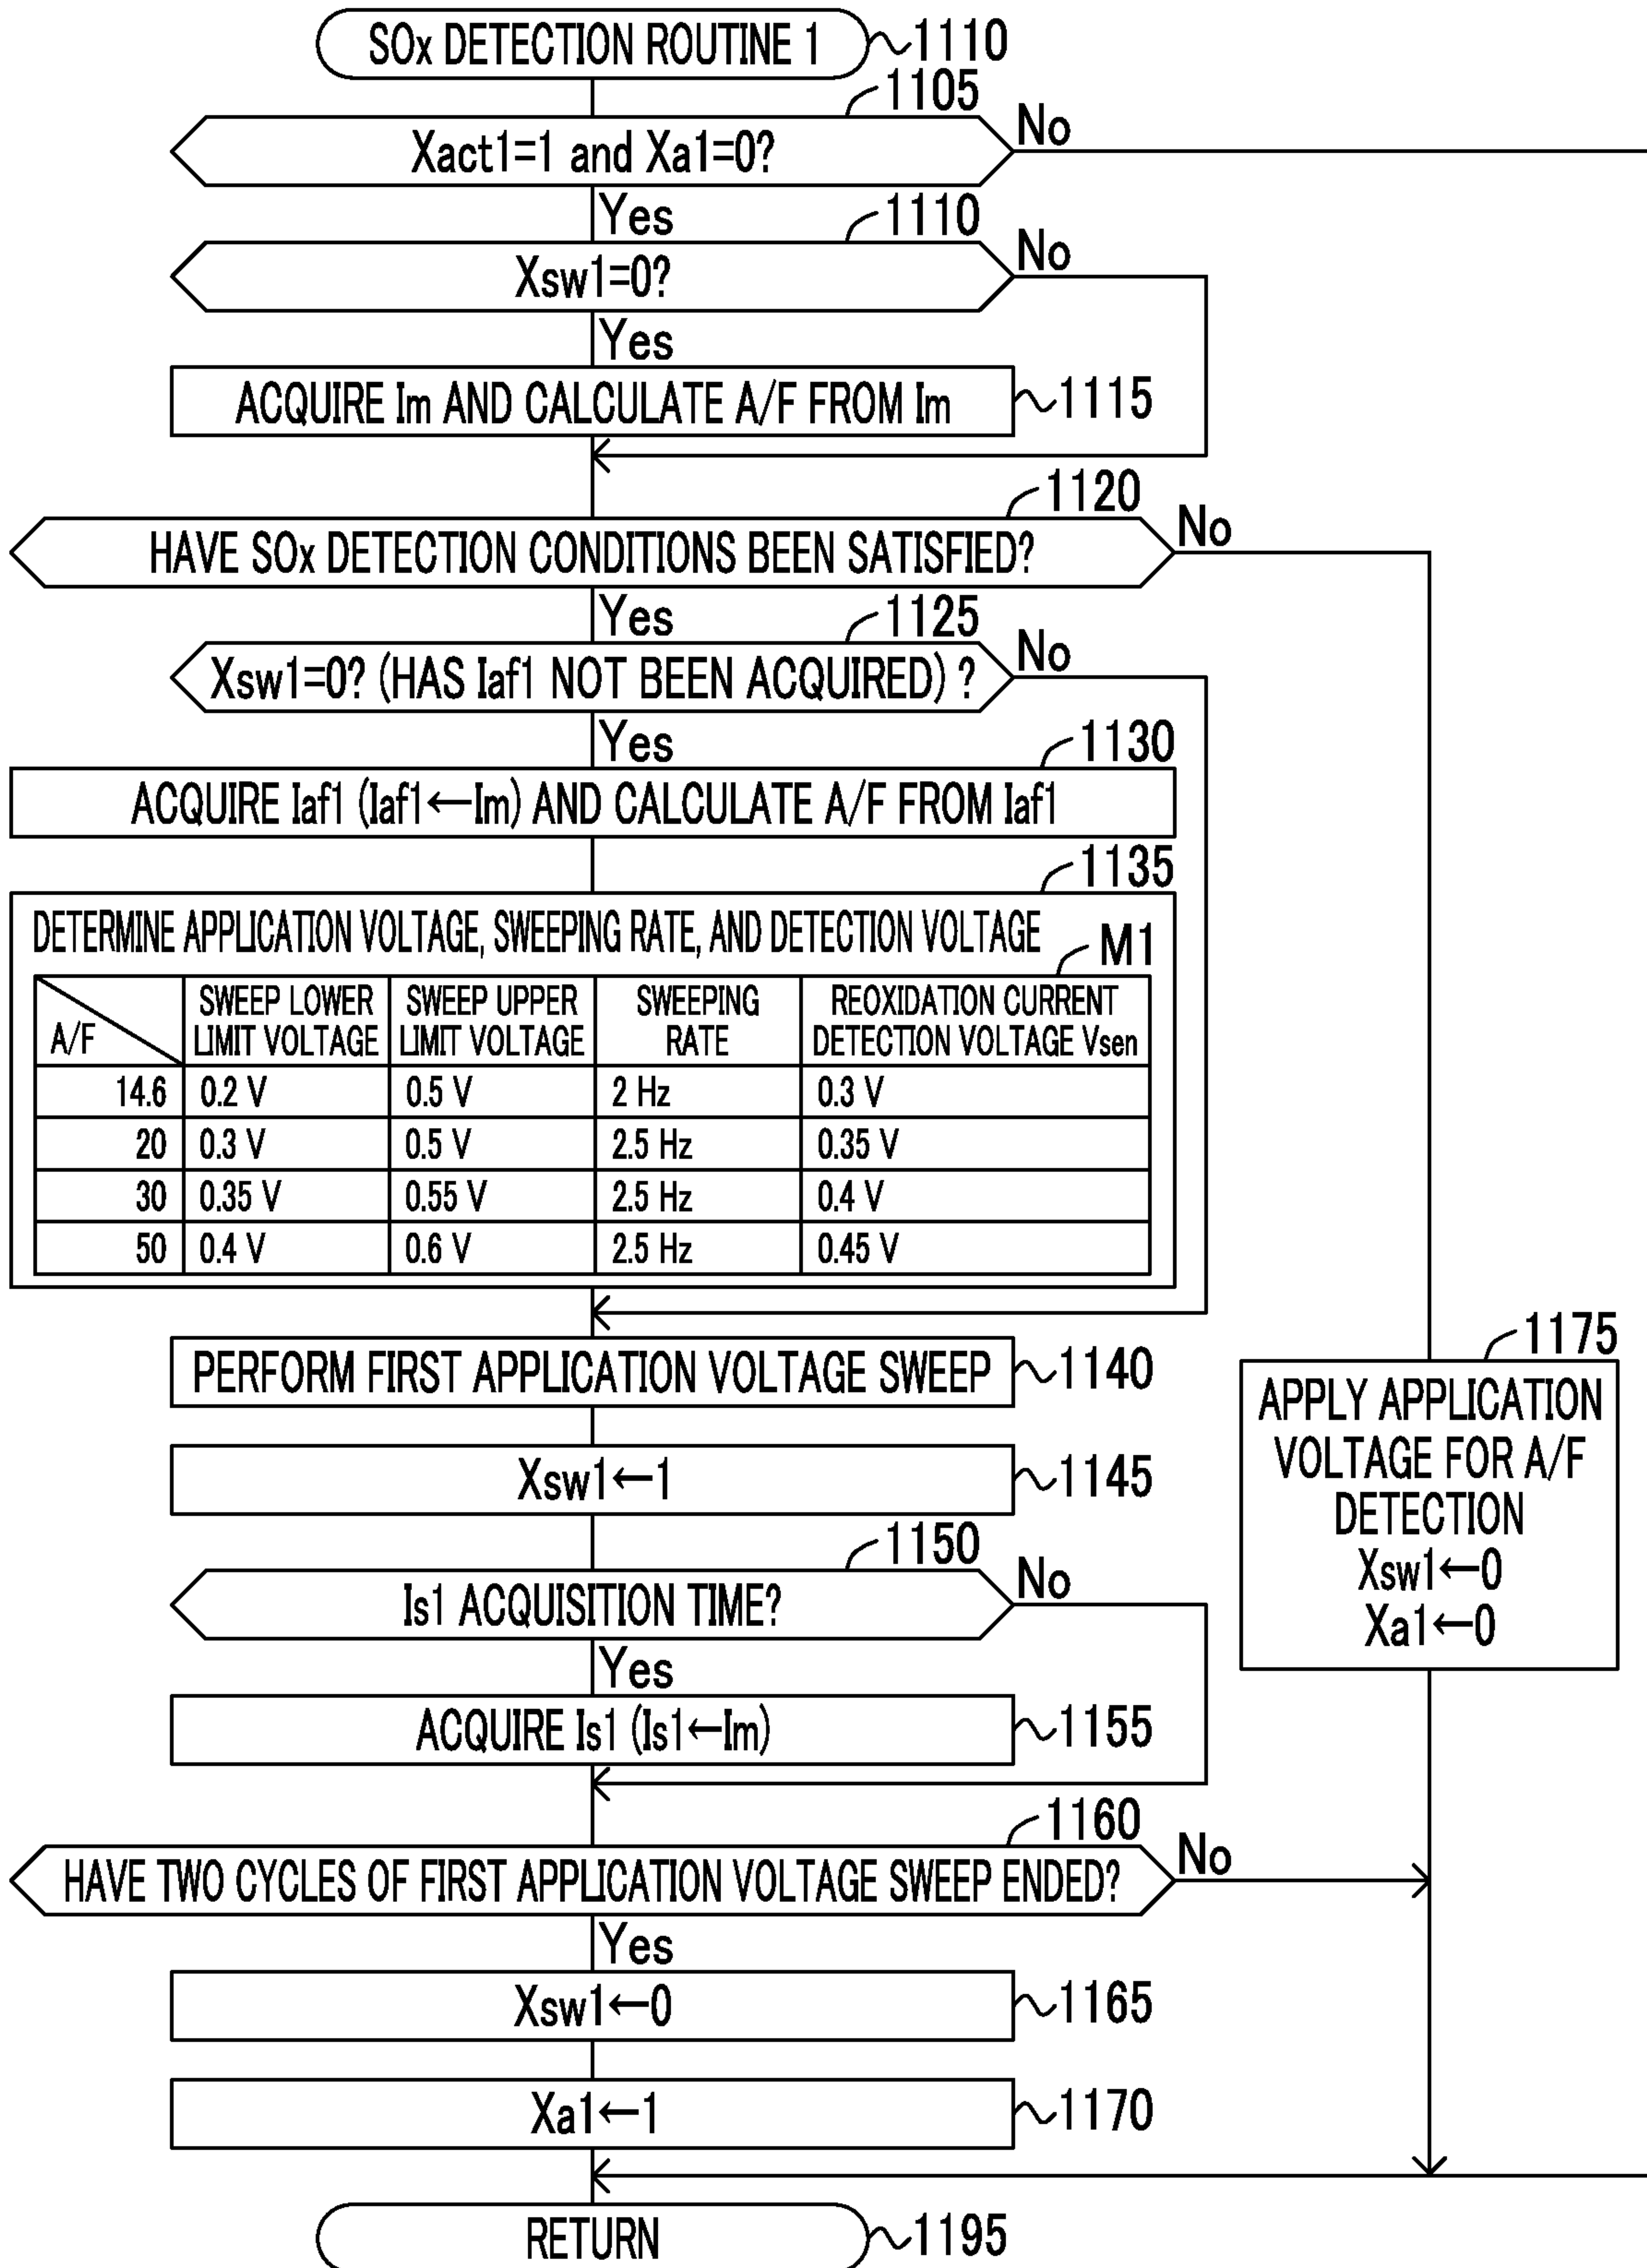 SOx DETECTION ROUTINE 1
1110
1105
Xact1=1 and Xa1=0?
No
Yes
1110
Xsw1=0?
No
Yes
ACQUIRE Im AND CALCULATE A/F FROM Im
1115
1120
HAVE SOx DETECTION CONDITIONS BEEN SATISFIED?
No
Yes
1125
Xsw1=0? (HAS Iaf1 NOT BEEN ACQUIRED) ?
No
Yes
1130
ACQUIRE Iaf1 (Iaf1←Im) AND CALCULATE A/F FROM Iaf1
1135
DETERMINE APPLICATION VOLTAGE, SWEEPING RATE, AND DETECTION VOLTAGE
M1
A/F
SWEEP LOWER
LIMIT VOLTAGE
SWEEP UPPER
LIMIT VOLTAGE
SWEEPING
RATE
REOXIDATION CURRENT
DETECTION VOLTAGE Vsen
14.6 0.2 V 0.5 V 2 Hz 0.3 V
20 0.3 V 0.5 V 2.5 Hz 0.35 V
30 0.35 V 0.55 V 2.5 Hz 0.4 V
50 0.4 V 0.6 V 2.5 Hz 0.45 V
PERFORM FIRST APPLICATION VOLTAGE SWEEP
1140
1175
APPLY APPLICATION
VOLTAGE FOR A/F
DETECTION
Xsw1←0
Xa1←0
Xsw1←1
1145
1150
Is1 ACQUISITION TIME?
No
Yes
ACQUIRE Is1 (Is1←Im)
1155
1160
HAVE TWO CYCLES OF FIRST APPLICATION VOLTAGE SWEEP ENDED?
No
Yes
Xsw1←0
1165
Xa1←1
1170
RETURN
1195